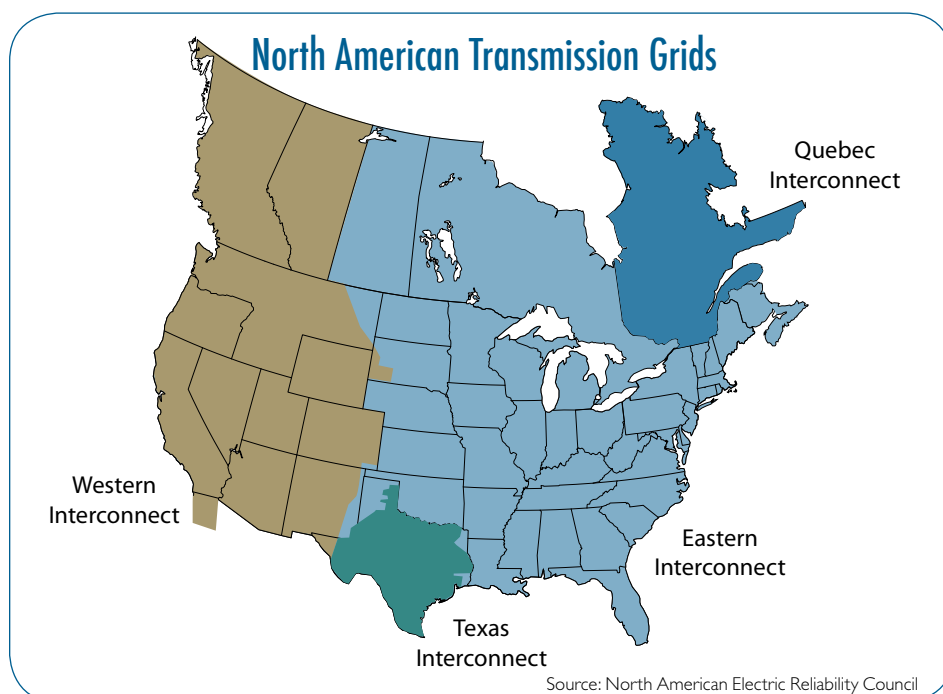 North American Transmission Grids
Quebec
Interconnect
Western
Interconnect
Eastern
Interconnect
Texas
Interconnect
Source: North American Electric Reliability Council